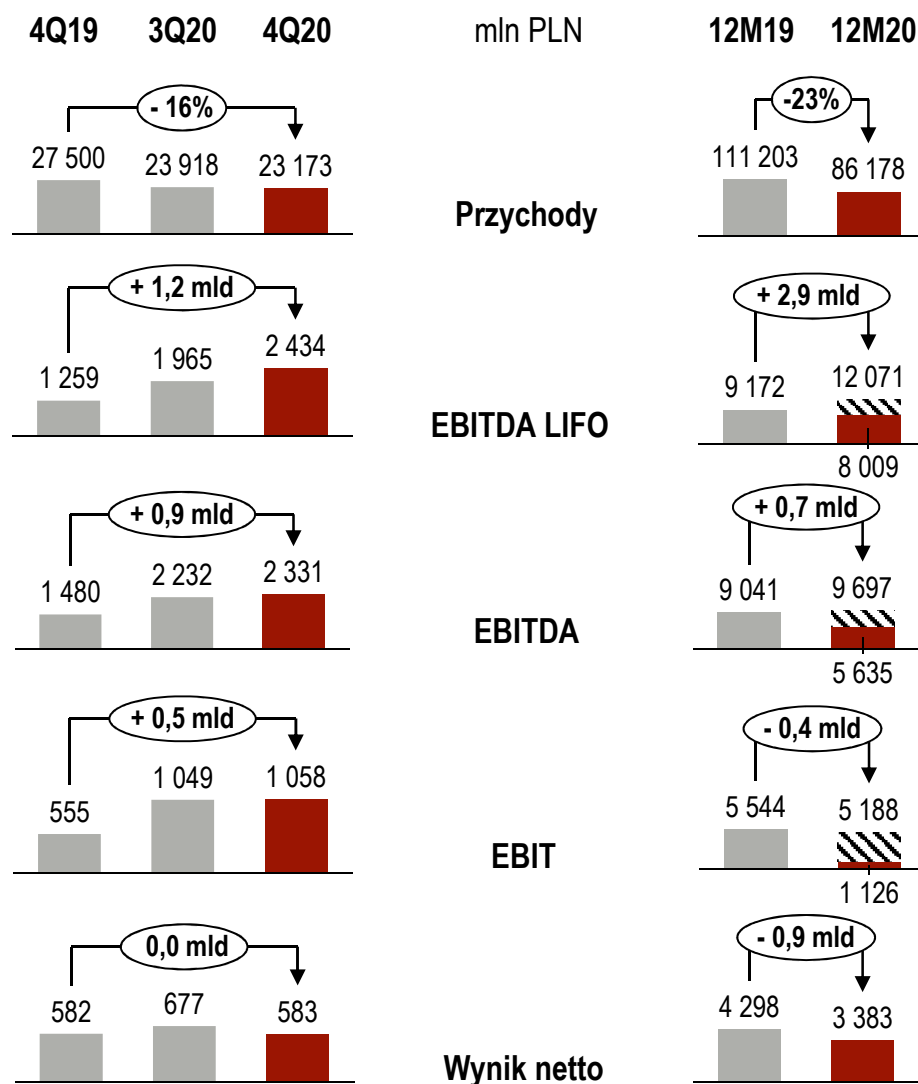 4Q19 3Q20 4Q20 mln PLN 12M19 12M20
- 16% -23%
27 500 23 918 23 173 111 203 86 178
Przychody
+ 1,2 mld + 2,9 mld
1 259 1 965 2 434 9 172 12 071
EBITDA LIFO
8 009
+ 0,9 mld + 0,7 mld
1 480 2 232 2 331 9 041 9 697
EBITDA
5 635
+ 0,5 mld - 0,4 mld
555 1 049 1 058 5 544 5 188
EBIT
1 126
0,0 mld - 0,9 mld
582 677 583 4 298 3 383
Wynik netto